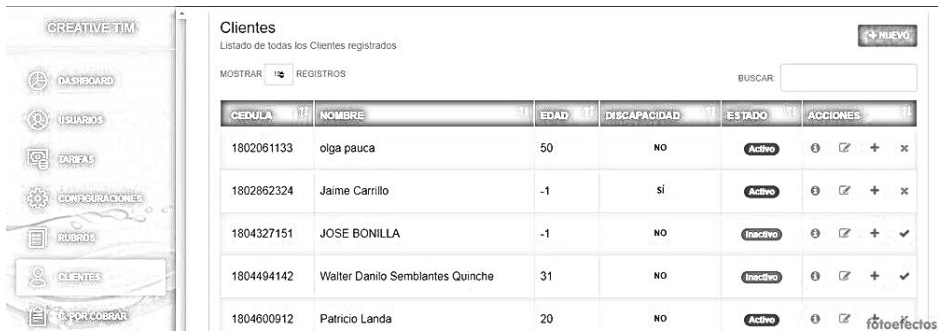 CREATIVE TIM
DASHBOARD
USUARIOS
TARIFAS
CONFIGURACIONES
RUBROS
CLIENTES
C. POR COBRAR
Clientes
Listado de todas los Clientes registrados
NUEVO
MOSTRAR REGISTROS
BUSCAR:
CEDULA NOMBRE EDAD DISCAPACIDAD ESTADO ACCIONES
1802061133 olga pauca 50 NO Activo
1802862324 Jaime Carrillo -1 SÍ Activo
1804327151 JOSE BONILLA -1 NO Inactivo
1804494142 Walter Danilo Semblantes Quinche 31 NO Inactivo
1804600912 Patricio Landa 20 NO Activo
fotoefectos